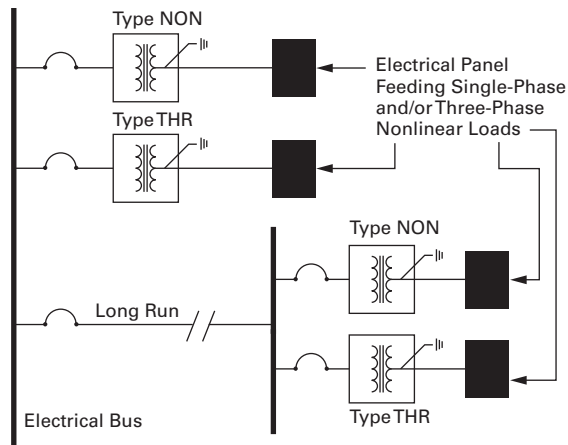 Type NON
Electrical Panel
Feeding Single-Phase
and/or Three-Phase
Nonlinear Loads
Type THR
Type NON
Long Run
Type THR
Electrical Bus